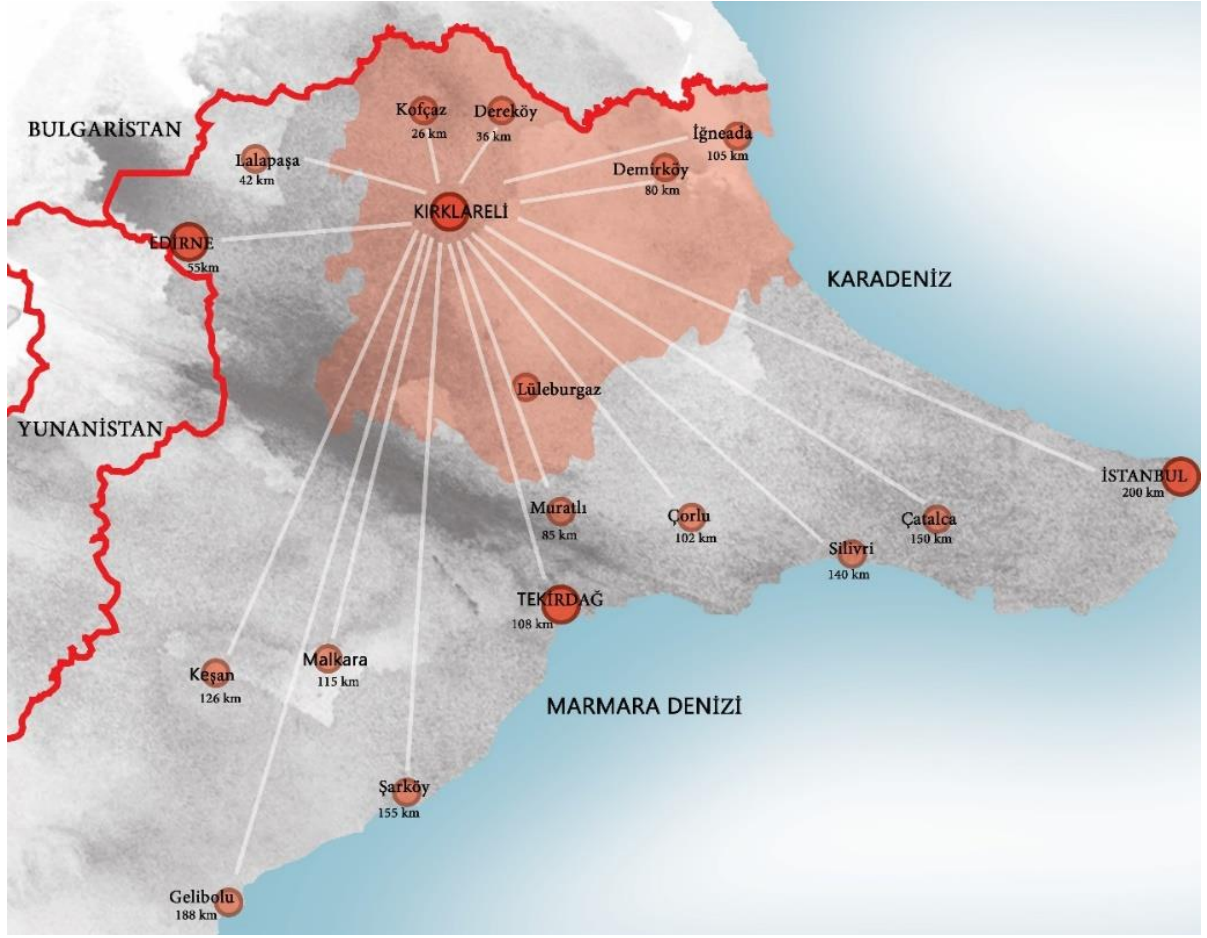 Kofçaz
26 km
Dereköy
36 km
BULGARİSTAN
İğneada
105 km
Lalapaşa
42 km
Demirköy
80 km
KIRKLARELİ
EDİRNE
55km
KARADENİZ
Lüleburgaz
YUNANİSTAN
İSTANBUL
200 km
Muratlı
85 km
Çorlu
102 km
Çatalca
150 km
Silivri
140 km
TEKİRDAĞ
108 km
Keşan
126 km
Malkara
115 km
MARMARA DENİZİ
Şarköy
155 km
Gelibolu
188 km